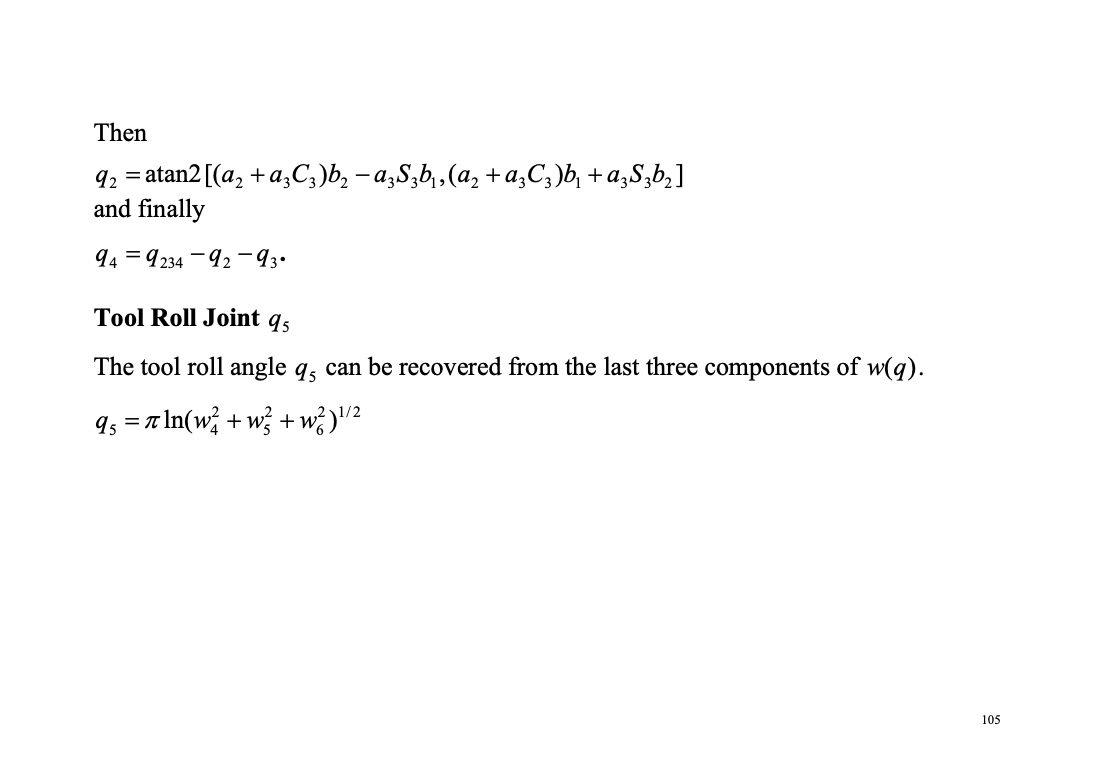 Then
q₂ = atan2[(a₂ + a₃C₃)b₂ − a₃S₃b₁,(a₂ + a₃C₃)b₁ + a₃S₃b₂]
and finally
q₄ = q₂₃₄ − q₂ − q₃.
Tool Roll Joint q₅
The tool roll angle q₅ can be recovered from the last three components of w(q).
q₅ = π ln(w₄² + w₅² + w₆²)^{1/2}
105